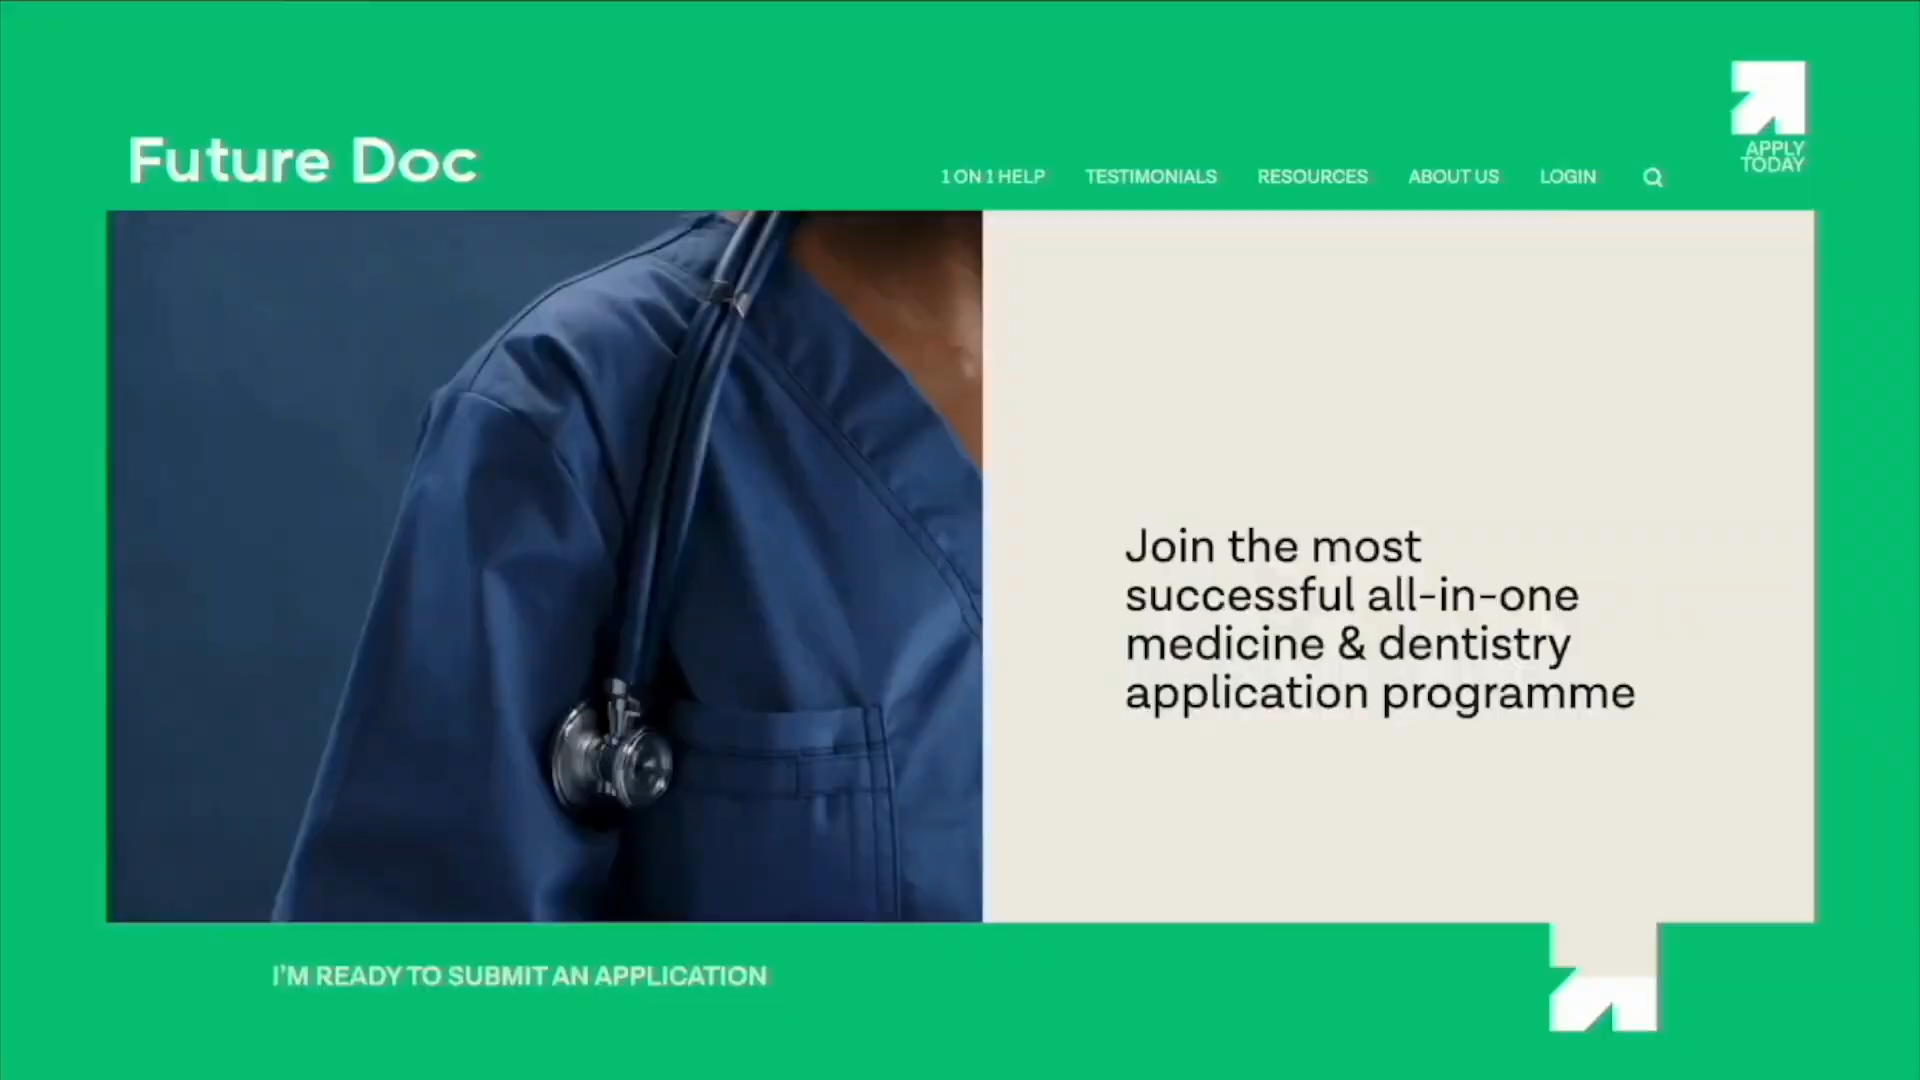 Future Doc
1 ON 1 HELP
TESTIMONIALS
RESOURCES
ABOUT US
LOGIN
APPLY
TODAY
Join the most
successful all-in-one
medicine & dentistry
application programme
I'M READY TO SUBMIT AN APPLICATION